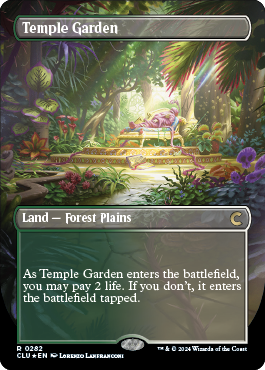 Temple Garden
Land — Forest Plains
As Temple Garden enters the battlefield,
you may pay 2 life. If you don't, it enters
the battlefield tapped.
R 0282
CLU★EN Lorenzo Lanfranconi
™ & © 2024 Wizards of the Coast